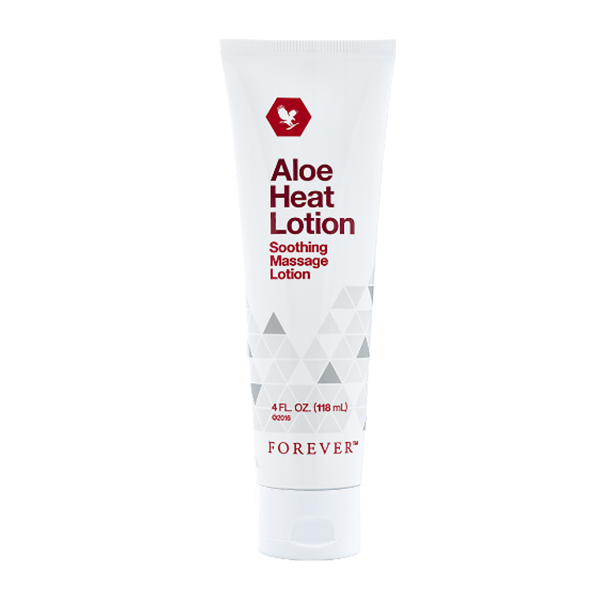 Aloe
Heat
Lotion
Soothing
Massage
Lotion
4 FL. OZ. (118 mL)
©2016
FOREVER™